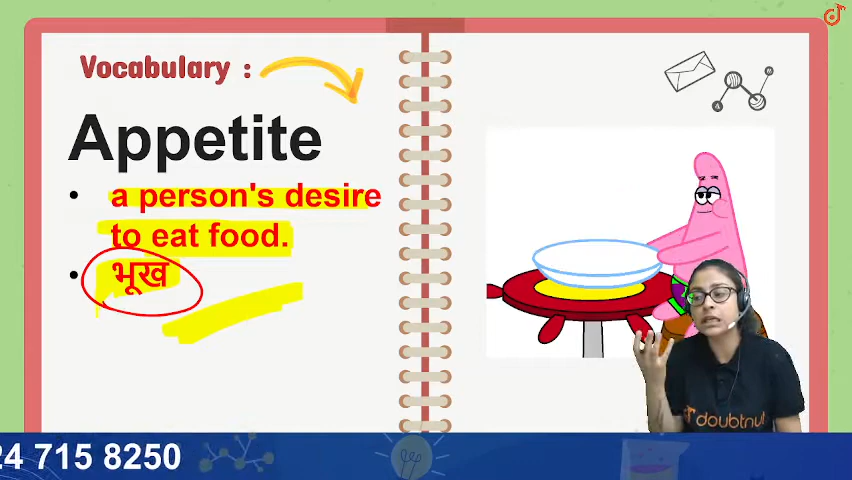 Vocabulary :
Appetite
• a person's desire
to eat food.
• भूख
doubtnut
24 715 8250